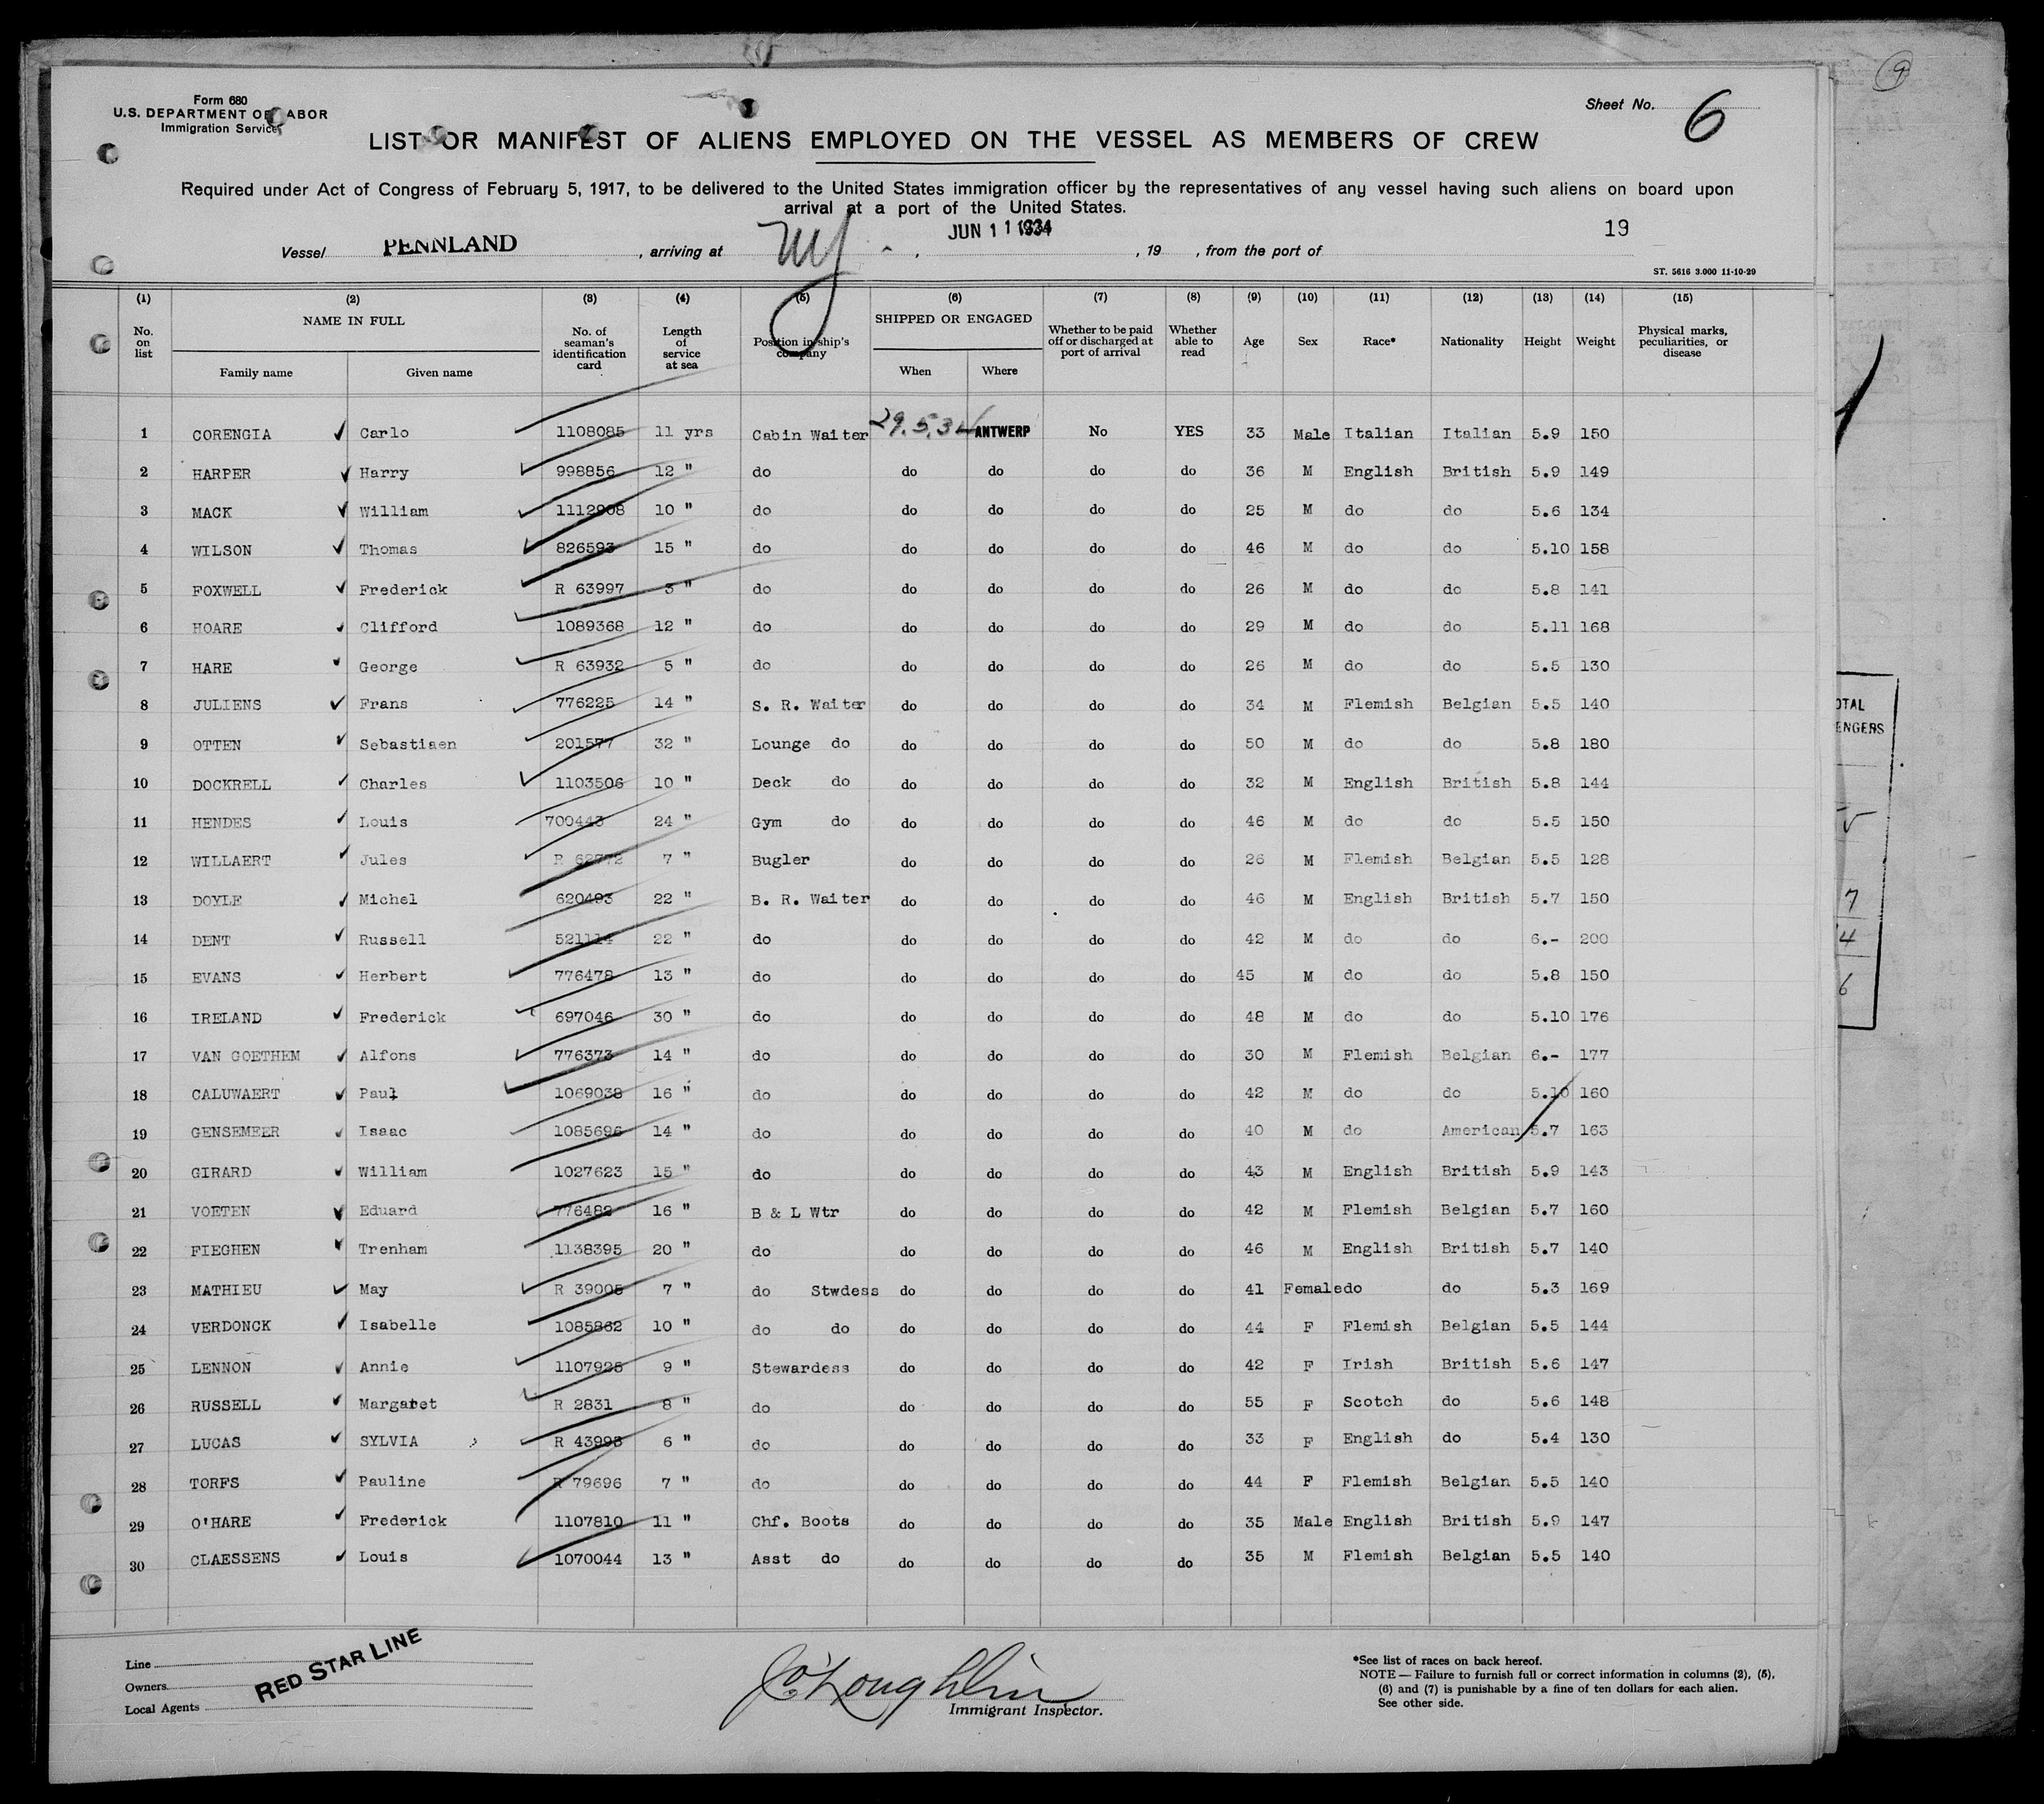 Form 680
U.S. DEPARTMENT OF LABOR
Immigration Service
Sheet No. 6
9
LIST OR MANIFEST OF ALIENS EMPLOYED ON THE VESSEL AS MEMBERS OF CREW
Required under Act of Congress of February 5, 1917, to be delivered to the United States immigration officer by the representatives of any vessel having such aliens on board upon
arrival at a port of the United States.
Vessel PENNLAND , arriving at NY. , JUN 11 1934 , 19 , from the port of 19
ST. 5616 3.000 11-10-29
(1) (2) (3) (4) (5) (6) (7) (8) (9) (10) (11) (12) (13) (14) (15)
No. on list NAME IN FULL Family name Given name No. of seaman's identification card Length of service at sea Position in ship's company SHIPPED OR ENGAGED When Where Whether to be paid off or discharged at port of arrival Whether able to read Age Sex Race* Nationality Height Weight Physical marks, peculiarities, or disease
1 CORENGIA Carlo 1108085 11 yrs Cabin Waiter 29.5.34 ANTWERP No YES 33 Male Italian Italian 5.9 150
2 HARPER Harry 998856 12 " do do do do do 36 M English British 5.9 149
3 MACK William 1112908 10 " do do do do do 25 M do do 5.6 134
4 WILSON Thomas 826593 15 " do do do do do 46 M do do 5.10 158
5 FOXWELL Frederick R 63997 " do do do do do 26 M do do 5.8 141
6 HOARE Clifford 1089368 12 " do do do do do 29 M do do 5.11 168
7 HARE George R 63932 5 " do do do do do 26 M do do 5.5 130
8 JULIENS Frans 776225 14 " S. R. Waiter do do do do 34 M Flemish Belgian 5.5 140
9 OTTEN Sebastiaen 201577 32 " Lounge do do do do do 50 M do do 5.8 180
10 DOCKRELL Charles 1103506 10 " Deck do do do do do 32 M English British 5.8 144
11 HENDES Louis 700443 24 " Gym do do do do do 46 M do do 5.5 150
12 WILLAERT Jules 7 " Bugler do do do do 26 M Flemish Belgian 5.5 128
13 DOYLE Michel 620493 22 " B. R. Waiter do do do do 46 M English British 5.7 150
14 DENT Russell 521114 22 " do do do do do 42 M do do 6.- 200
15 EVANS Herbert 776478 13 " do do do do do 45 M do do 5.8 150
16 IRELAND Frederick 697046 30 " do do do do do 48 M do do 5.10 176
17 VAN GOETHEM Alfons 776373 14 " do do do do do 30 M Flemish Belgian 6.- 177
18 CALUWAERT Paul 1069038 16 " do do do do do 42 M do do 5.10 160
19 GENSEMEER Isaac 1085696 14 " do do do do do 40 M do American 5.7 163
20 GIRARD William 1027623 15 " do do do do do 43 M English British 5.9 143
21 VOETEN Eduard 776482 16 " B & L Wtr do do do do 42 M Flemish Belgian 5.7 160
22 FIEGHEN Trenham 1138395 20 " do do do do do 46 M English British 5.7 140
23 MATHIEU May R 39005 7 " do Stwdess do do do do 41 Female do do 5.3 169
24 VERDONCK Isabelle 1085862 10 " do do do do do do 44 F Flemish Belgian 5.5 144
25 LENNON Annie 1107925 9 " Stewardess do do do do 42 F Irish British 5.6 147
26 RUSSELL Margaret R 2831 8 " do do do do do 55 F Scotch do 5.6 148
27 LUCAS SYLVIA R 43993 6 " do do do do do 33 F English do 5.4 130
28 TORFS Pauline R 79696 7 " do do do do do 44 F Flemish Belgian 5.5 140
29 O'HARE Frederick 1107810 11 " Chf. Boots do do do do 35 Male English British 5.9 147
30 CLAESSENS Louis 1070044 13 " Asst do do do do do 35 M Flemish Belgian 5.5 140
OTAL
ENGERS
7
4
6
Line
Owners
Local Agents
RED STAR LINE
J O'Loughlin
Immigrant Inspector.
*See list of races on back hereof.
NOTE — Failure to furnish full or correct information in columns (2), (5),
(6) and (7) is punishable by a fine of ten dollars for each alien.
See other side.